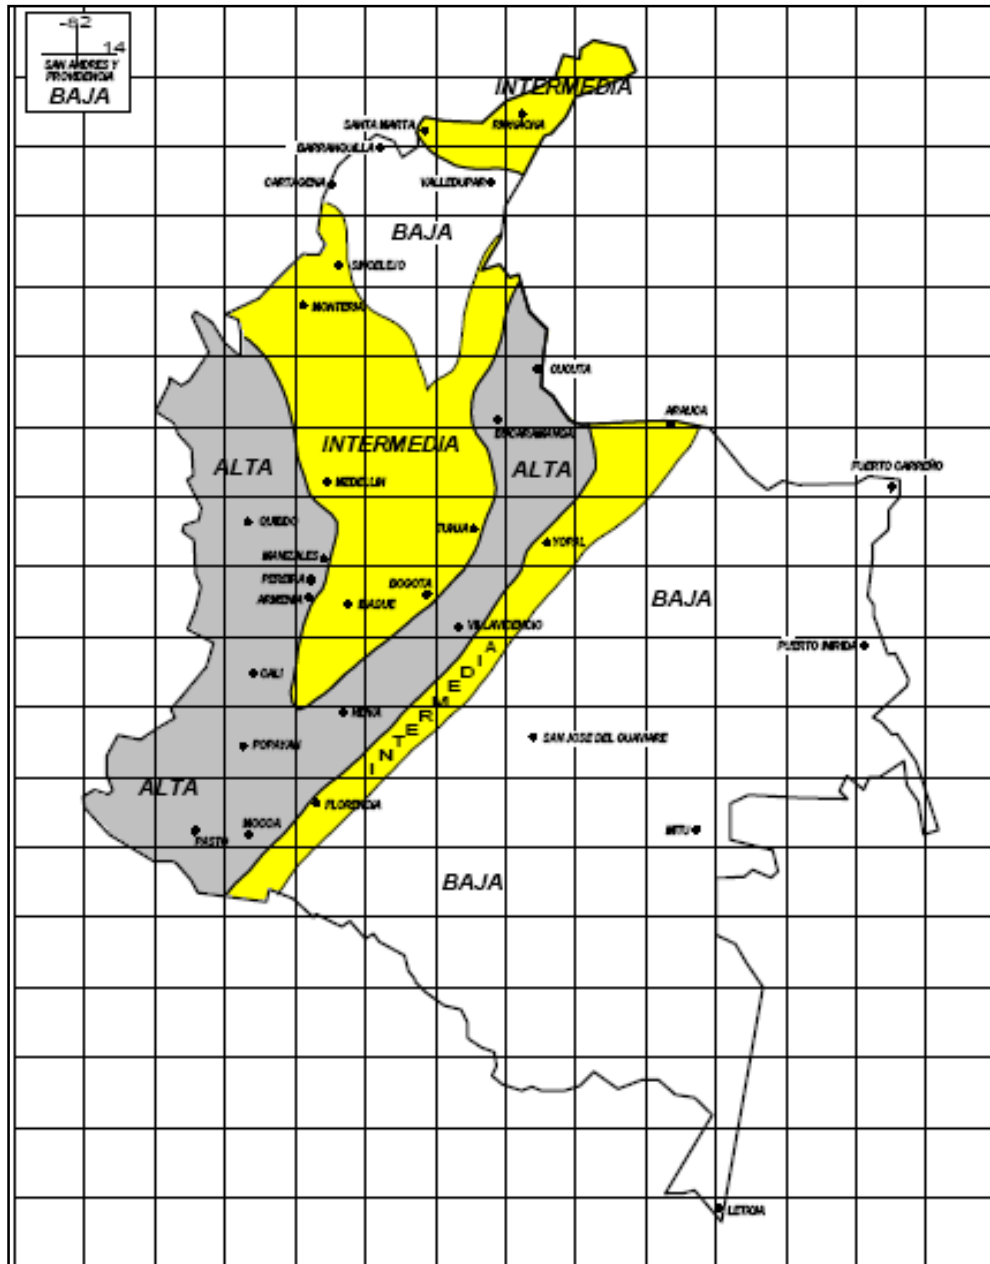 -82
14
SAN ANDRES Y
PROVIDENCIA
BAJA
INTERMEDIA
SANTA MARTA
RIOHACHA
BARRANQUILLA
CARTAGENA
VALLEDUPAR
BAJA
SINCELEJO
MONTERIA
CUCUTA
ARAUCA
BUCARAMANGA
INTERMEDIA
ALTA
ALTA
PUERTO CARREÑO
MEDELLIN
QUIBDO
TUNJA
YOPAL
MANIZALES
PEREIRA
BOGOTA
ARMENIA
IBAGUE
BAJA
VILLAVICENCIO
PUERTO INIRIDA
CALI
INTERMEDIA
NEIVA
SAN JOSE DEL GUAVIARE
POPAYAN
ALTA
FLORENCIA
MOCOA
PASTO
MITU
BAJA
LETICIA